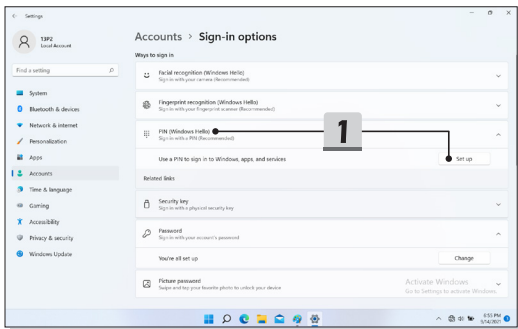 Settings
13P2
Local Account
Find a setting
System
Bluetooth & devices
Network & internet
Personalization
Apps
Accounts
Time & language
Gaming
Accessibility
Privacy & security
Windows Update
Accounts > Sign-in options
Ways to sign in
Facial recognition (Windows Hello)
Sign in with your camera (Recommended)
Fingerprint recognition (Windows Hello)
Sign in with your fingerprint scanner (Recommended)
PIN (Windows Hello)
Sign in with a PIN (Recommended)
1
Use a PIN to sign in to Windows, apps, and services
Set up
Related links
Security key
Sign in with a physical security key
Password
Sign in with your account's password
You're all set up
Change
Picture password
Swipe and tap your favorite photo to unlock your device
Activate Windows
Go to Settings to activate Windows.
6:53 PM
9/14/2021